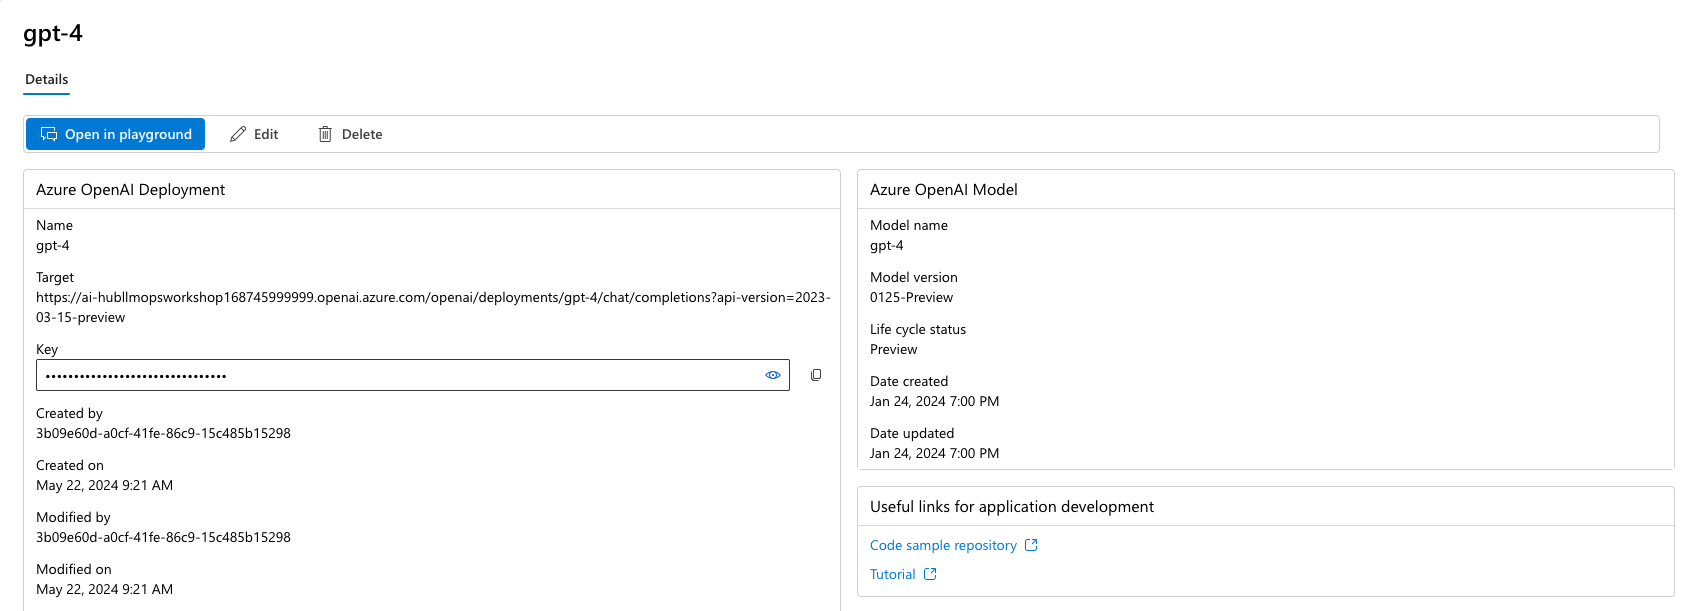 gpt-4
Details
Open in playground
Edit
Delete
Azure OpenAI Deployment
Name
gpt-4
Target
https://ai-hubllmopsworkshop168745999999.openai.azure.com/openai/deployments/gpt-4/chat/completions?api-version=2023-
03-15-preview
Key
••••••••••••••••••••••••••••••••
Created by
3b09e60d-a0cf-41fe-86c9-15c485b15298
Created on
May 22, 2024 9:21 AM
Modified by
3b09e60d-a0cf-41fe-86c9-15c485b15298
Modified on
May 22, 2024 9:21 AM
Azure OpenAI Model
Model name
gpt-4
Model version
0125-Preview
Life cycle status
Preview
Date created
Jan 24, 2024 7:00 PM
Date updated
Jan 24, 2024 7:00 PM
Useful links for application development
Code sample repository
Tutorial